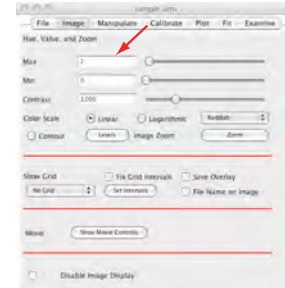 File Image Manipulate Calibrate Plot Fit Examine
Hue, Value, and Zoom
Max 2
Min 0
Contrast 1.000
Color Scale Linear Logarithmic Reddish
Contour Levels Image Zoom Zoom
Show Grid Fix Grid Intervals Save Overlay
No Grid Set Intervals File Name on Image
Movie Show Movie Controls
Disable Image Display